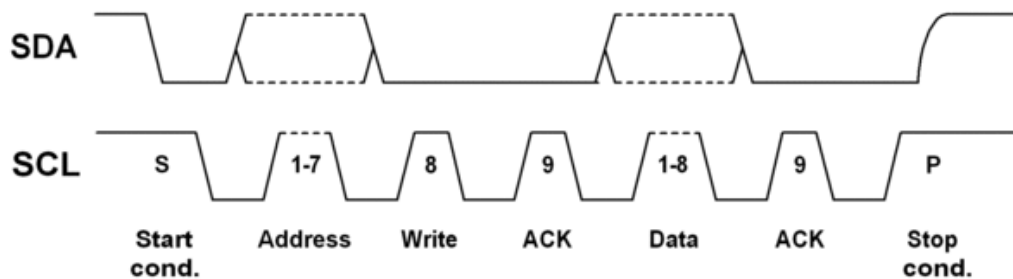 SDA
SCL
S 1-7 8 9 1-8 9 P
Start Address Write ACK Data ACK Stop
cond. cond.